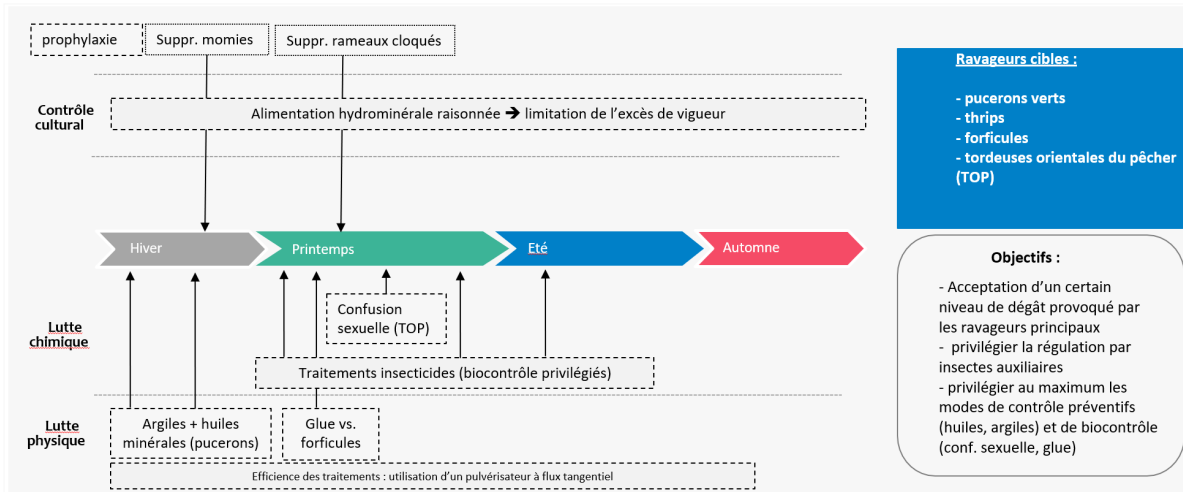 prophylaxie
Suppr. momies
Suppr. rameaux cloqués
Contrôle
cultural
Alimentation hydrominérale raisonnée ➔ limitation de l'excès de vigueur
Hiver
Printemps
Eté
Automne
Lutte
chimique
Confusion
sexuelle (TOP)
Traitements insecticides (biocontrôle privilégiés)
Lutte
physique
Argiles + huiles
minérales (pucerons)
Glue vs.
forficules
Efficience des traitements : utilisation d'un pulvérisateur à flux tangentiel
Ravageurs cibles :
- pucerons verts
- thrips
- forficules
- tordeuses orientales du pêcher
(TOP)
Objectifs :
- Acceptation d'un certain
niveau de dégât provoqué par
les ravageurs principaux
- privilégier la régulation par
insectes auxiliaires
- privilégier au maximum les
modes de contrôle préventifs
(huiles, argiles) et de biocontrôle
(conf. sexuelle, glue)